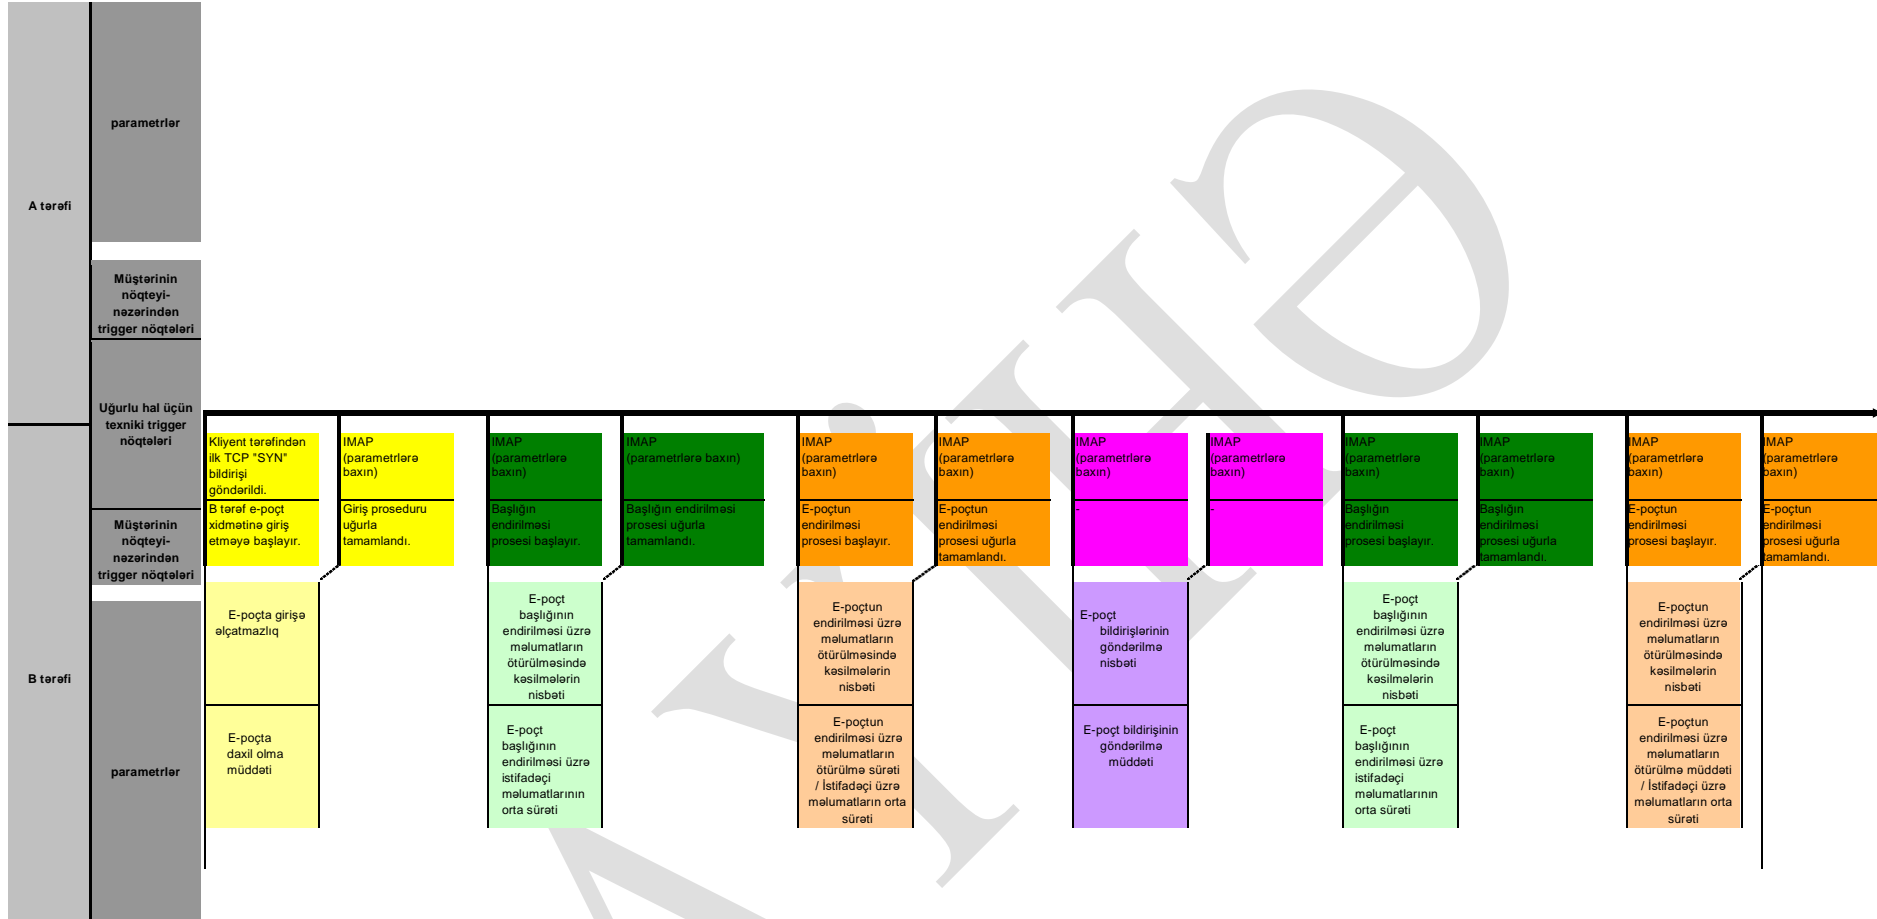 A tərəfi
parametrlər
Müştərinin
nöqteyi-
nəzərindən
trigger nöqtələri
Uğurlu hal üçün
texniki trigger
nöqtələri
B tərəfi
Müştərinin
nöqteyi-
nəzərindən
trigger nöqtələri
parametrlər
Kliyent tərəfindən
ilk TCP "SYN"
bildirişi
göndərildi.
B tərəf e-poçt
xidmətinə giriş
etməyə başlayır.
IMAP
(parametrlərə
baxın)
Giriş proseduru
uğurla
tamamlandı.
IMAP
(parametrlərə
baxın)
Başlığın
endirilməsi
prosesi başlayır.
IMAP
(parametrlərə baxın)
Başlığın endirilməsi
prosesi uğurla
tamamlandı.
IMAP
(parametrlərə
baxın)
E-poçtun
endirilməsi
prosesi başlayır.
IMAP
(parametrlərə
baxın)
E-poçtun
endirilməsi
prosesi uğurla
tamamlandı.
IMAP
(parametrlərə
baxın)
-
IMAP
(parametrlərə
baxın)
-
IMAP
(parametrlərə
baxın)
Başlığın
endirilməsi
prosesi başlayır.
IMAP
(parametrlərə
baxın)
Başlığın
endirilməsi
prosesi uğurla
tamamlandı.
IMAP
(parametrlərə
baxın)
E-poçtun
endirilməsi
prosesi başlayır.
IMAP
(parametrlərə
baxın)
E-poçtun
endirilməsi
prosesi uğurla
tamamlandı.
E-poçta girişə
əlçatmazlıq
E-poçta
daxil olma
müddəti
E-poçt
başlığının
endirilməsi üzrə
məlumatların
ötürülməsində
kəsilmələrin
nisbəti
E-poçt
başlığının
endirilməsi üzrə
istifadəçi
məlumatlarının
orta sürəti
E-poçtun
endirilməsi üzrə
məlumatların
ötürülməsində
kəsilmələrin
nisbəti
E-poçtun
endirilməsi üzrə
məlumatların
ötürülmə sürəti
/ İstifadəçi üzrə
məlumatların orta
sürəti
E-poçt
bildirişlərinin
göndərilmə
nisbəti
E-poçt bildirişinin
göndərilmə
müddəti
E-poçt
başlığının
endirilməsi üzrə
məlumatların
ötürülməsində
kəsilmələrin
nisbəti
E-poçt
başlığının
endirilməsi üzrə
istifadəçi
məlumatlarının
orta sürəti
E-poçtun
endirilməsi üzrə
məlumatların
ötürülməsində
kəsilmələrin
nisbəti
E-poçtun
endirilməsi üzrə
məlumatların
ötürülmə müddəti
/ İstifadəçi üzrə
məlumatların orta
sürəti